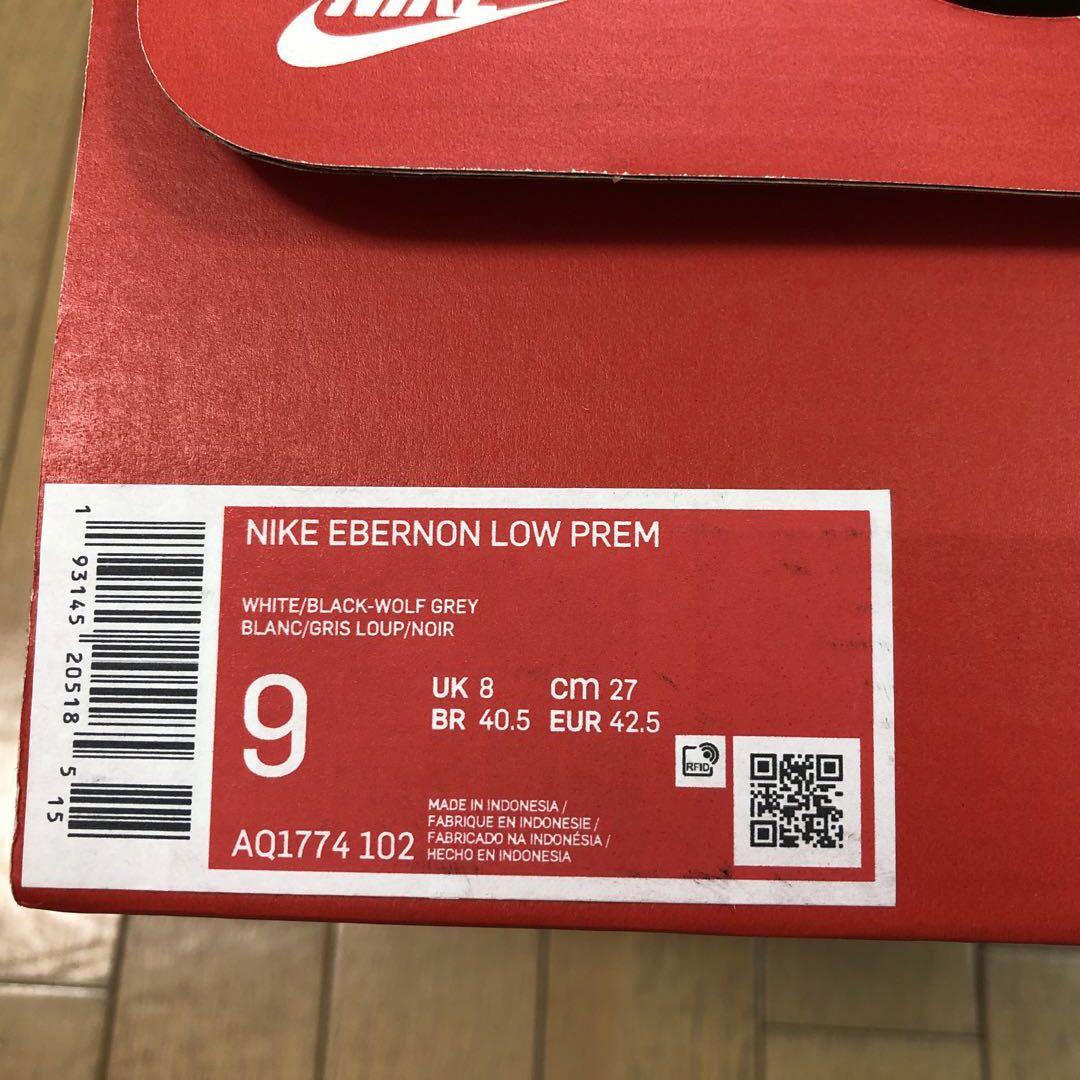 NIKE
NIKE EBERNON LOW PREM
WHITE/BLACK-WOLF GREY
BLANC/GRIS LOUP/NOIR
9
UK 8 cm 27
BR 40.5 EUR 42.5
RFID
MADE IN INDONESIA /
FABRIQUE EN INDONESIE /
FABRICADO NA INDONÉSIA /
HECHO EN INDONESIA
AQ1774 102
1 93145 20518 5 15